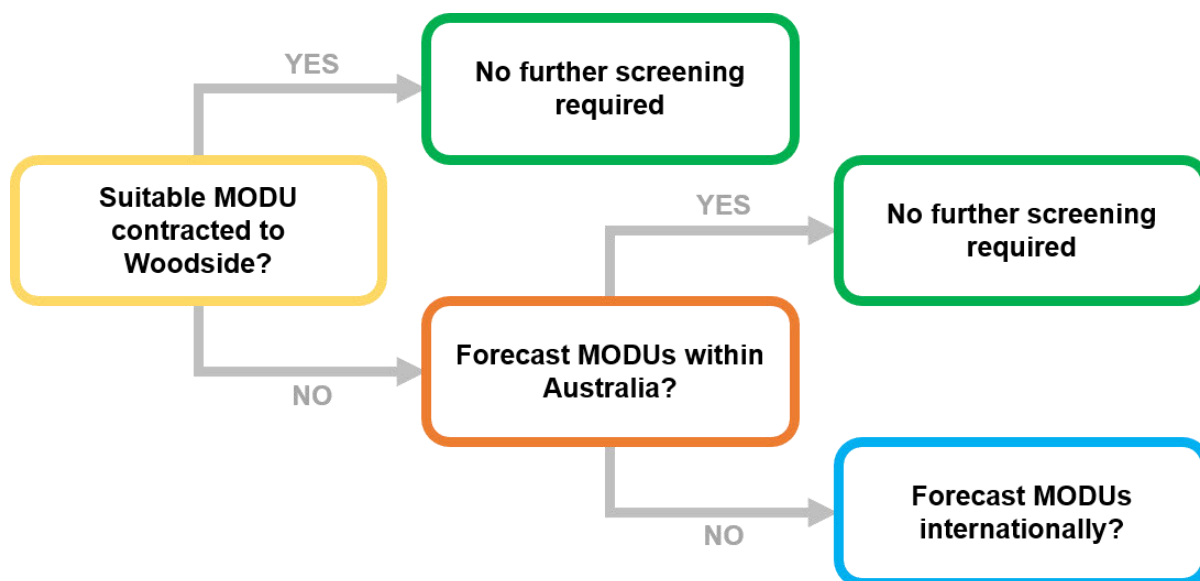 YES
No further screening
required
Suitable MODU
contracted to
Woodside?
YES
No further screening
required
NO
Forecast MODUs within
Australia?
NO
Forecast MODUs
internationally?